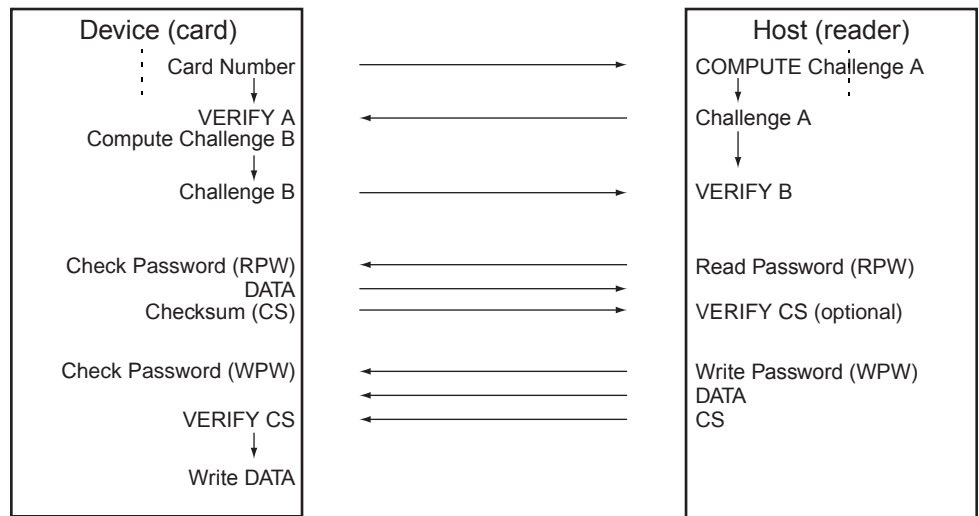 Device (card)
Host (reader)
Card Number
COMPUTE Challenge A
VERIFY A
Challenge A
Compute Challenge B
Challenge B
VERIFY B
Check Password (RPW)
Read Password (RPW)
DATA
Checksum (CS)
VERIFY CS (optional)
Check Password (WPW)
Write Password (WPW)
DATA
VERIFY CS
CS
Write DATA